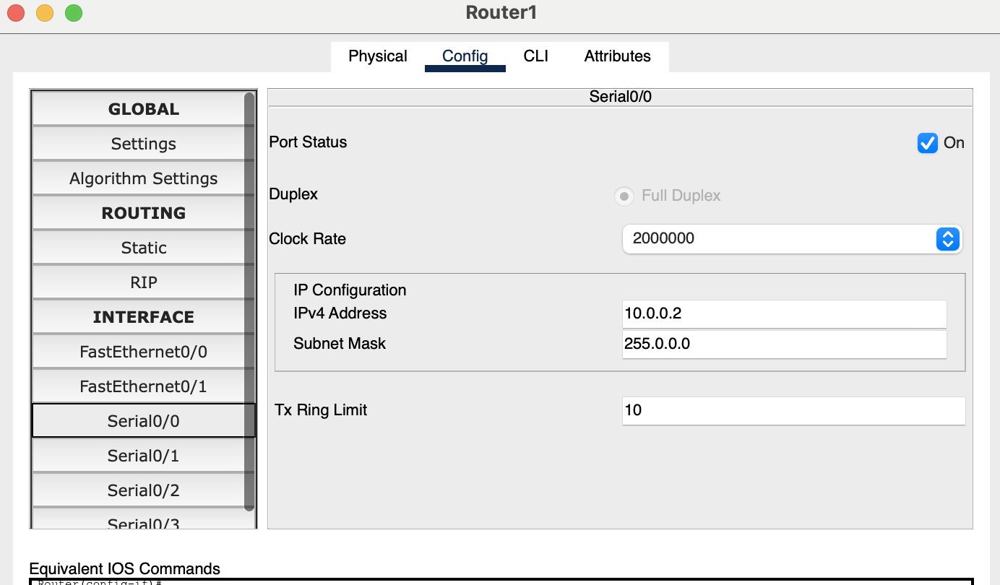 Router1
Physical Config CLI Attributes
GLOBAL
Settings
Algorithm Settings
ROUTING
Static
RIP
INTERFACE
FastEthernet0/0
FastEthernet0/1
Serial0/0
Serial0/1
Serial0/2
Serial0/3
Serial0/0
Port Status On
Duplex Full Duplex
Clock Rate 2000000
IP Configuration
IPv4 Address 10.0.0.2
Subnet Mask 255.0.0.0
Tx Ring Limit 10
Equivalent IOS Commands
Router(config-if)#